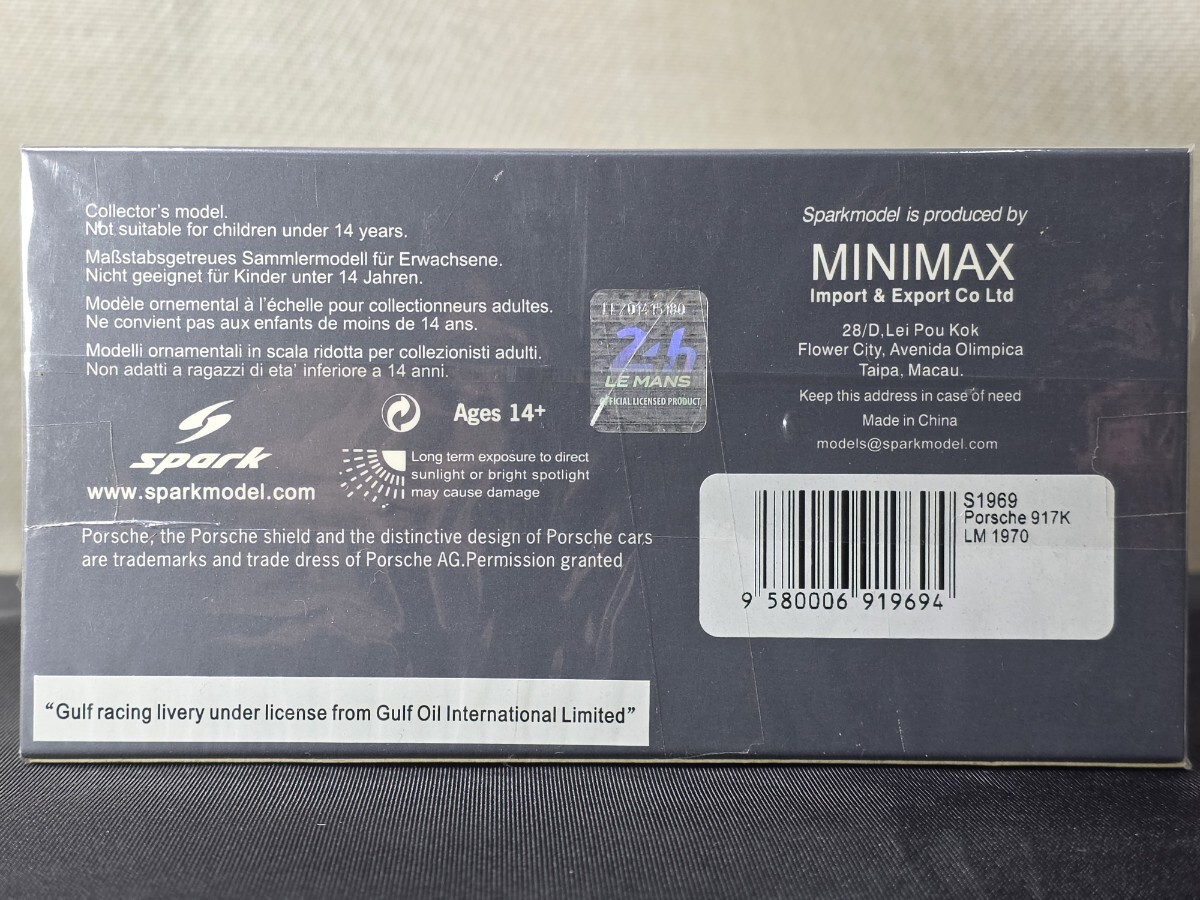 Collector's model.
Not suitable for children under 14 years.
Maßstabsgetreues Sammlermodell für Erwachsene.
Nicht geeignet für Kinder unter 14 Jahren.
Modèle ornemental à l'échelle pour collectionneurs adultes.
Ne convient pas aux enfants de moins de 14 ans.
Modelli ornamentali in scala ridotta per collezionisti adulti.
Non adatti a ragazzi di eta' inferiore a 14 anni.
Ages 14+
spark
www.sparkmodel.com
Long term exposure to direct
sunlight or bright spotlight
may cause damage
Porsche, the Porsche shield and the distinctive design of Porsche cars
are trademarks and trade dress of Porsche AG.Permission granted
"Gulf racing livery under license from Gulf Oil International Limited"
24h
LE MANS
OFFICIAL LICENSED PRODUCT
Sparkmodel is produced by
MINIMAX
Import & Export Co Ltd
28/D,Lei Pou Kok
Flower City, Avenida Olimpica
Taipa, Macau.
Keep this address in case of need
Made in China
models@sparkmodel.com
S1969
Porsche 917K
LM 1970
9 580006 919694